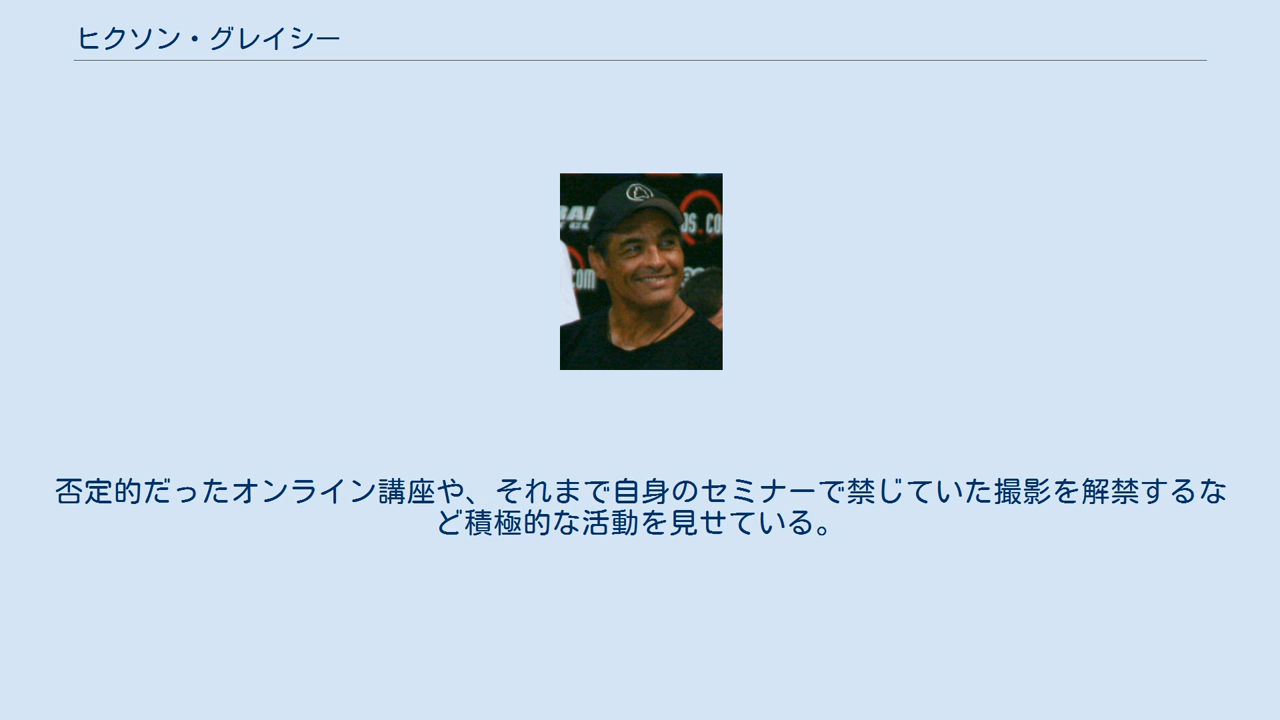 ヒクソン・グレイシー
.COM
否定的だったオンライン講座や、それまで自身のセミナーで禁じていた撮影を解禁するな
ど積極的な活動を見せている。